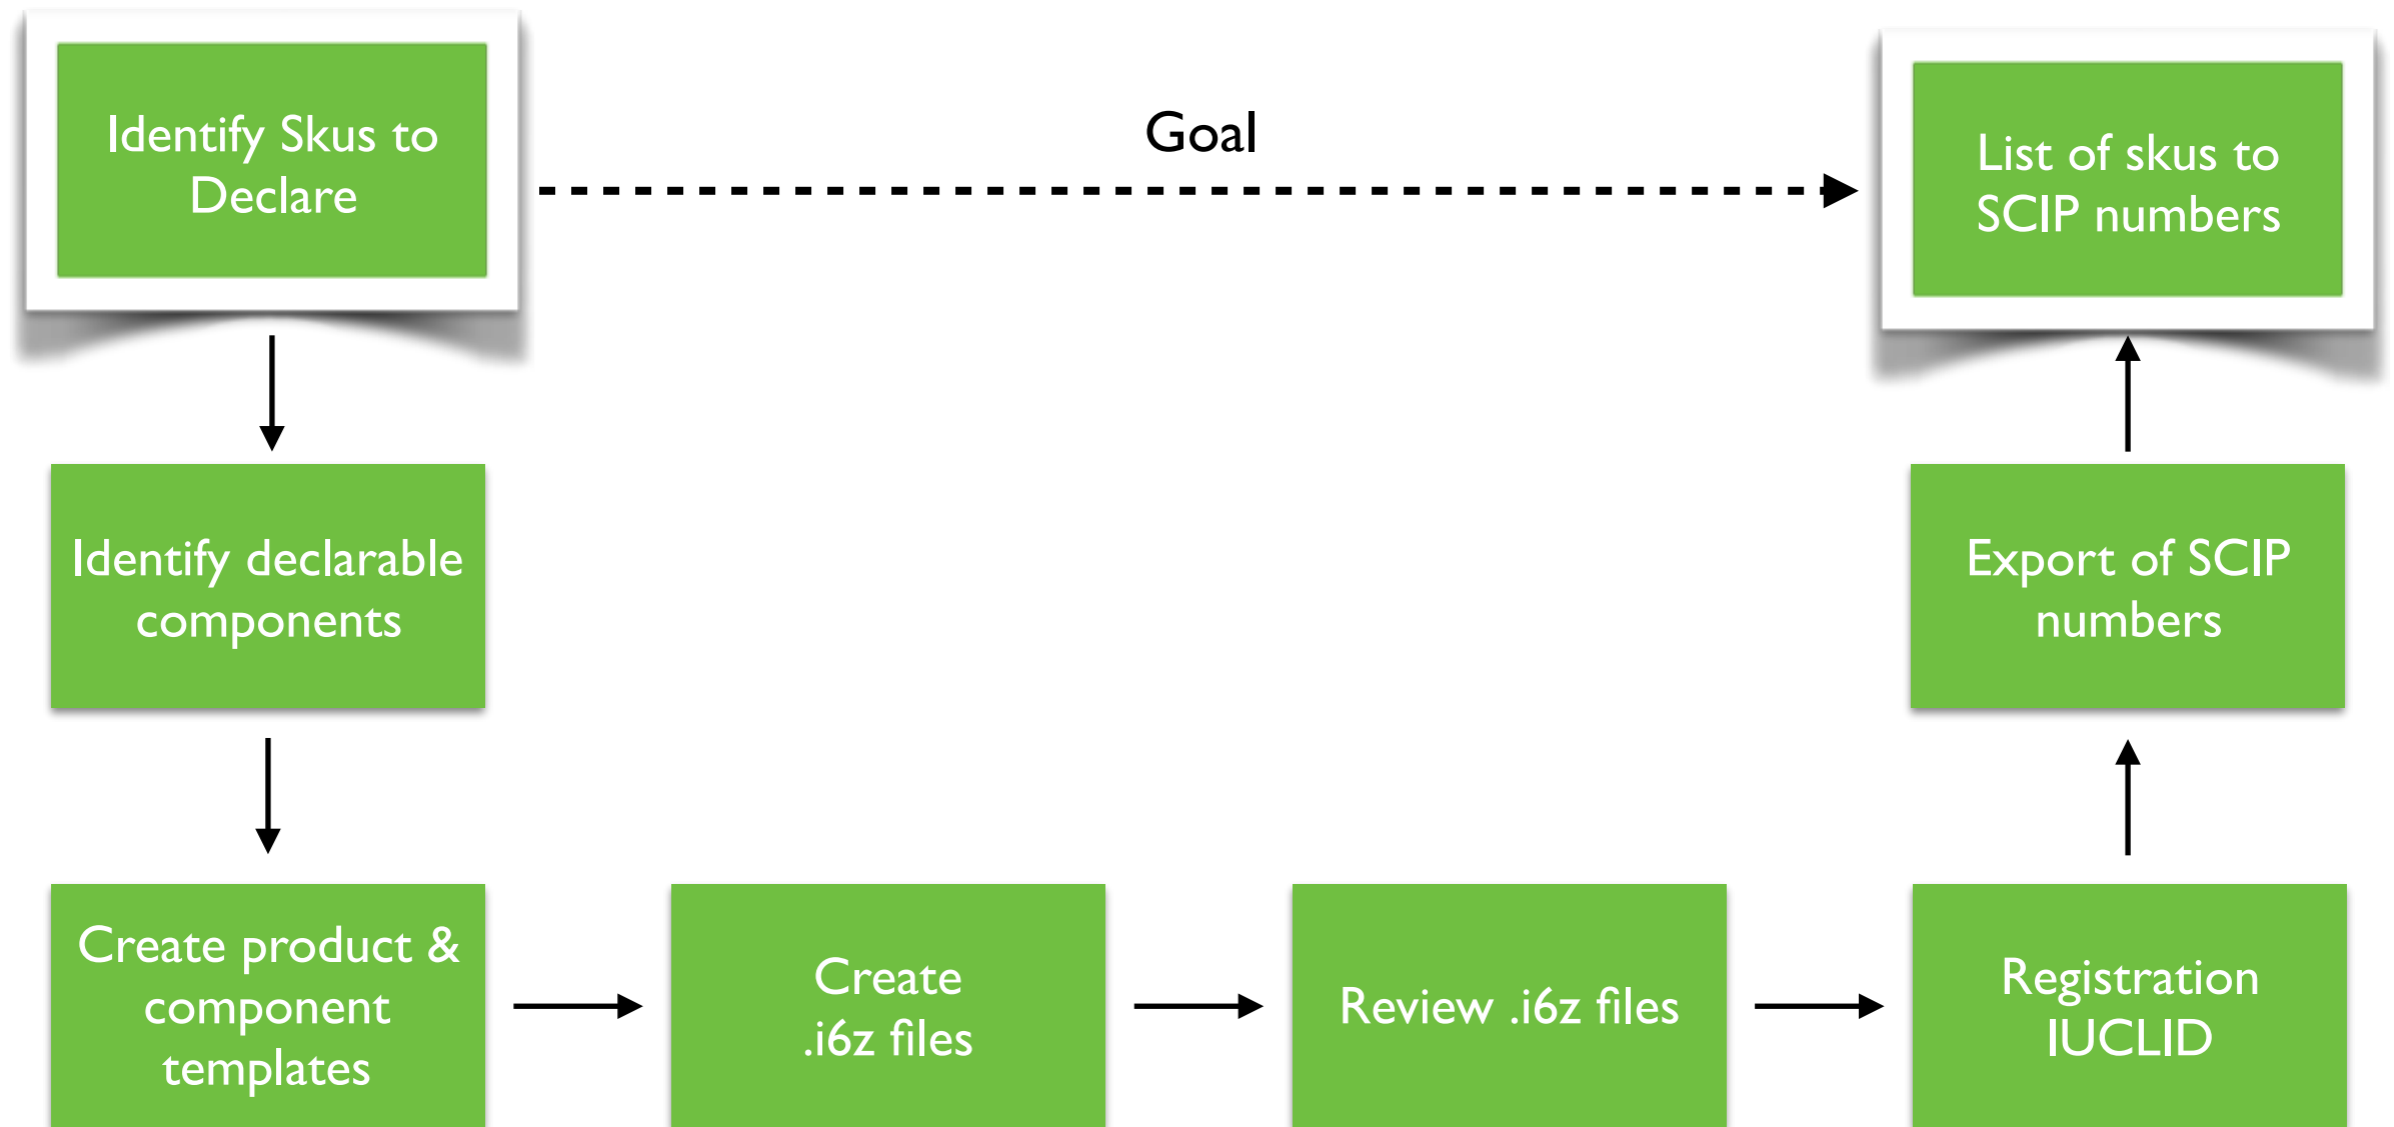 Identify Skus to
Declare
Goal
List of skus to
SCIP numbers
Identify declarable
components
Export of SCIP
numbers
Create product &
component
templates
Create
.i6z files
Review .i6z files
Registration
IUCLID